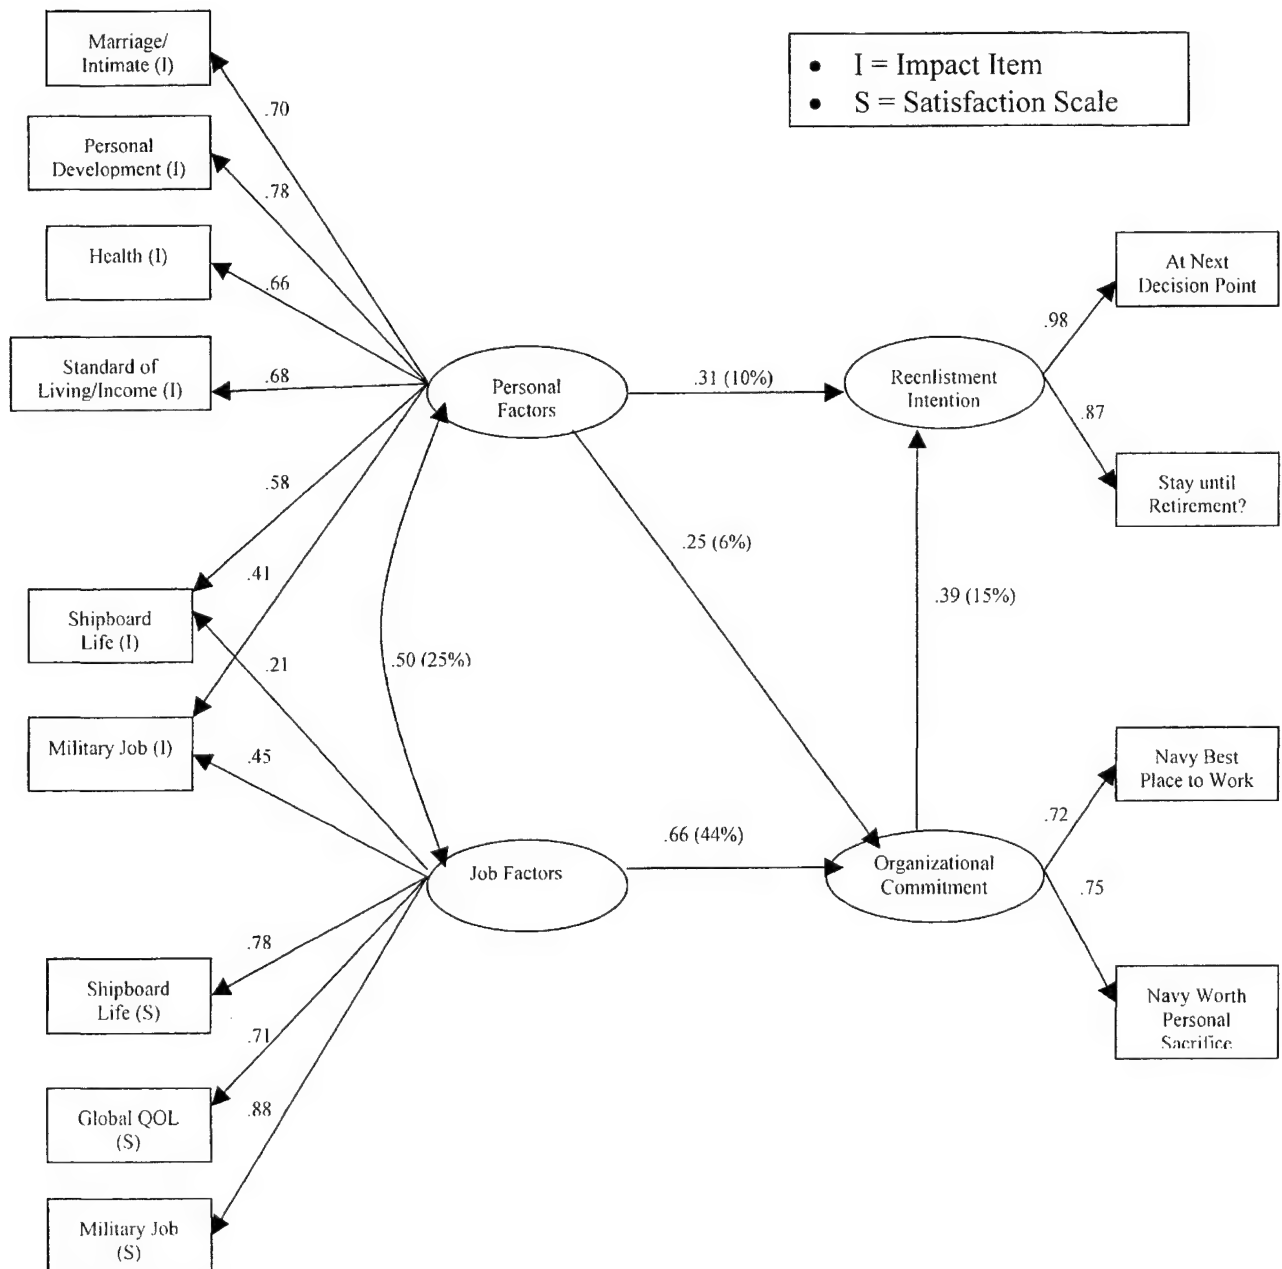 Marriage/
Intimate (I)
• I = Impact Item
• S = Satisfaction Scale
.70
Personal
Development (I)
.78
Health (I)
.66
Standard of
Living/Income (I)
.68
Personal
Factors
.31 (10%)
Reenlistment
Intention
At Next
Decision Point
.98
.87
Stay until
Retirement?
.58
.41
.25 (6%)
Shipboard
Life (I)
.21
.50 (25%)
.39 (15%)
Military Job (I)
.45
Navy Best
Place to Work
.72
Job Factors
.66 (44%)
Organizational
Commitment
.75
.78
Shipboard
Life (S)
Navy Worth
Personal
Sacrifice
.71
Global QOL
(S)
.88
Military Job
(S)